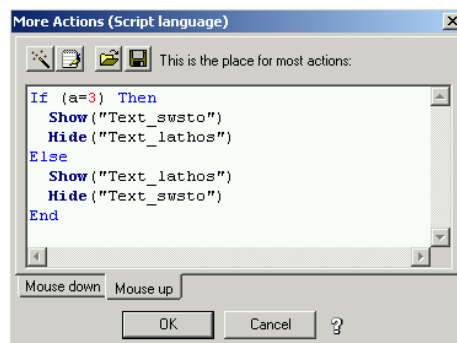 More Actions (Script language)
This is the place for most actions:
If (a=3) Then
Show("Text_swsto")
Hide("Text_lathos")
Else
Show("Text_lathos")
Hide("Text_swsto")
End
Mouse down Mouse up
OK Cancel ?